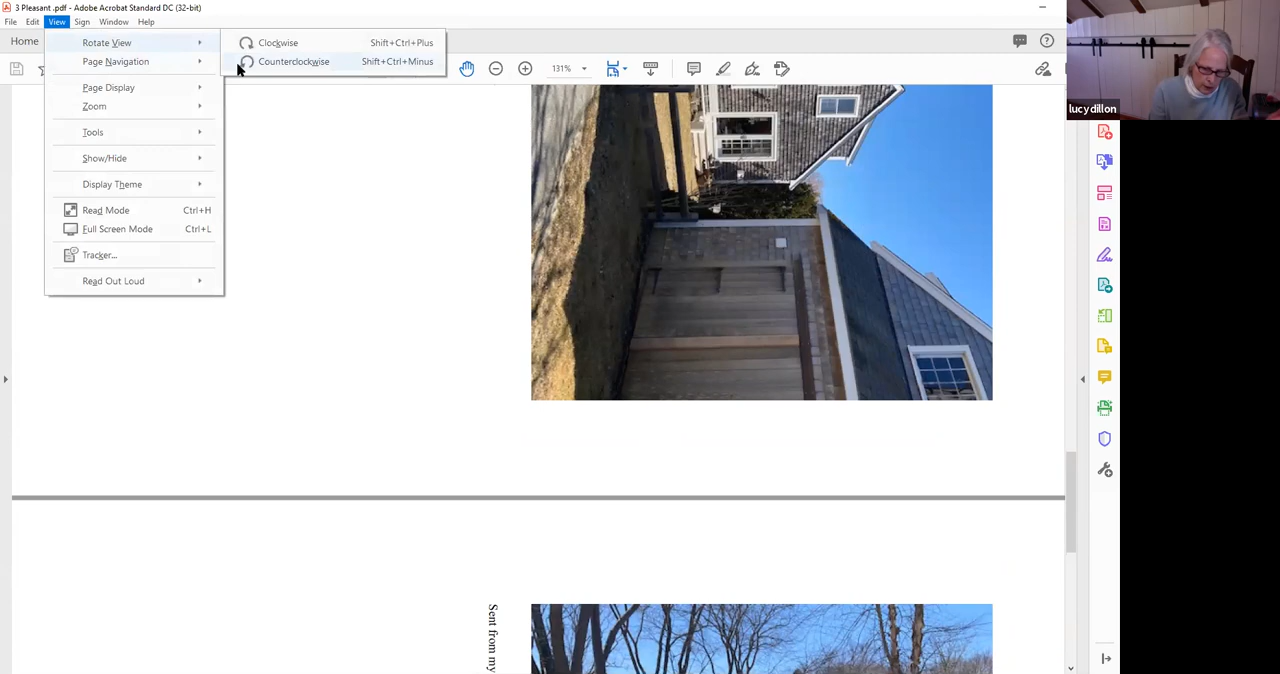 3 Pleasant .pdf - Adobe Acrobat Standard DC (32-bit)
File Edit View Sign Window Help
Home
Rotate View
Clockwise Shift+Ctrl+Plus
Page Navigation
Counterclockwise Shift+Ctrl+Minus
131%
Page Display
Zoom
lucy dillon
Tools
Show/Hide
Display Theme
Read Mode Ctrl+H
Full Screen Mode Ctrl+L
Tracker...
Read Out Loud
Sent from my